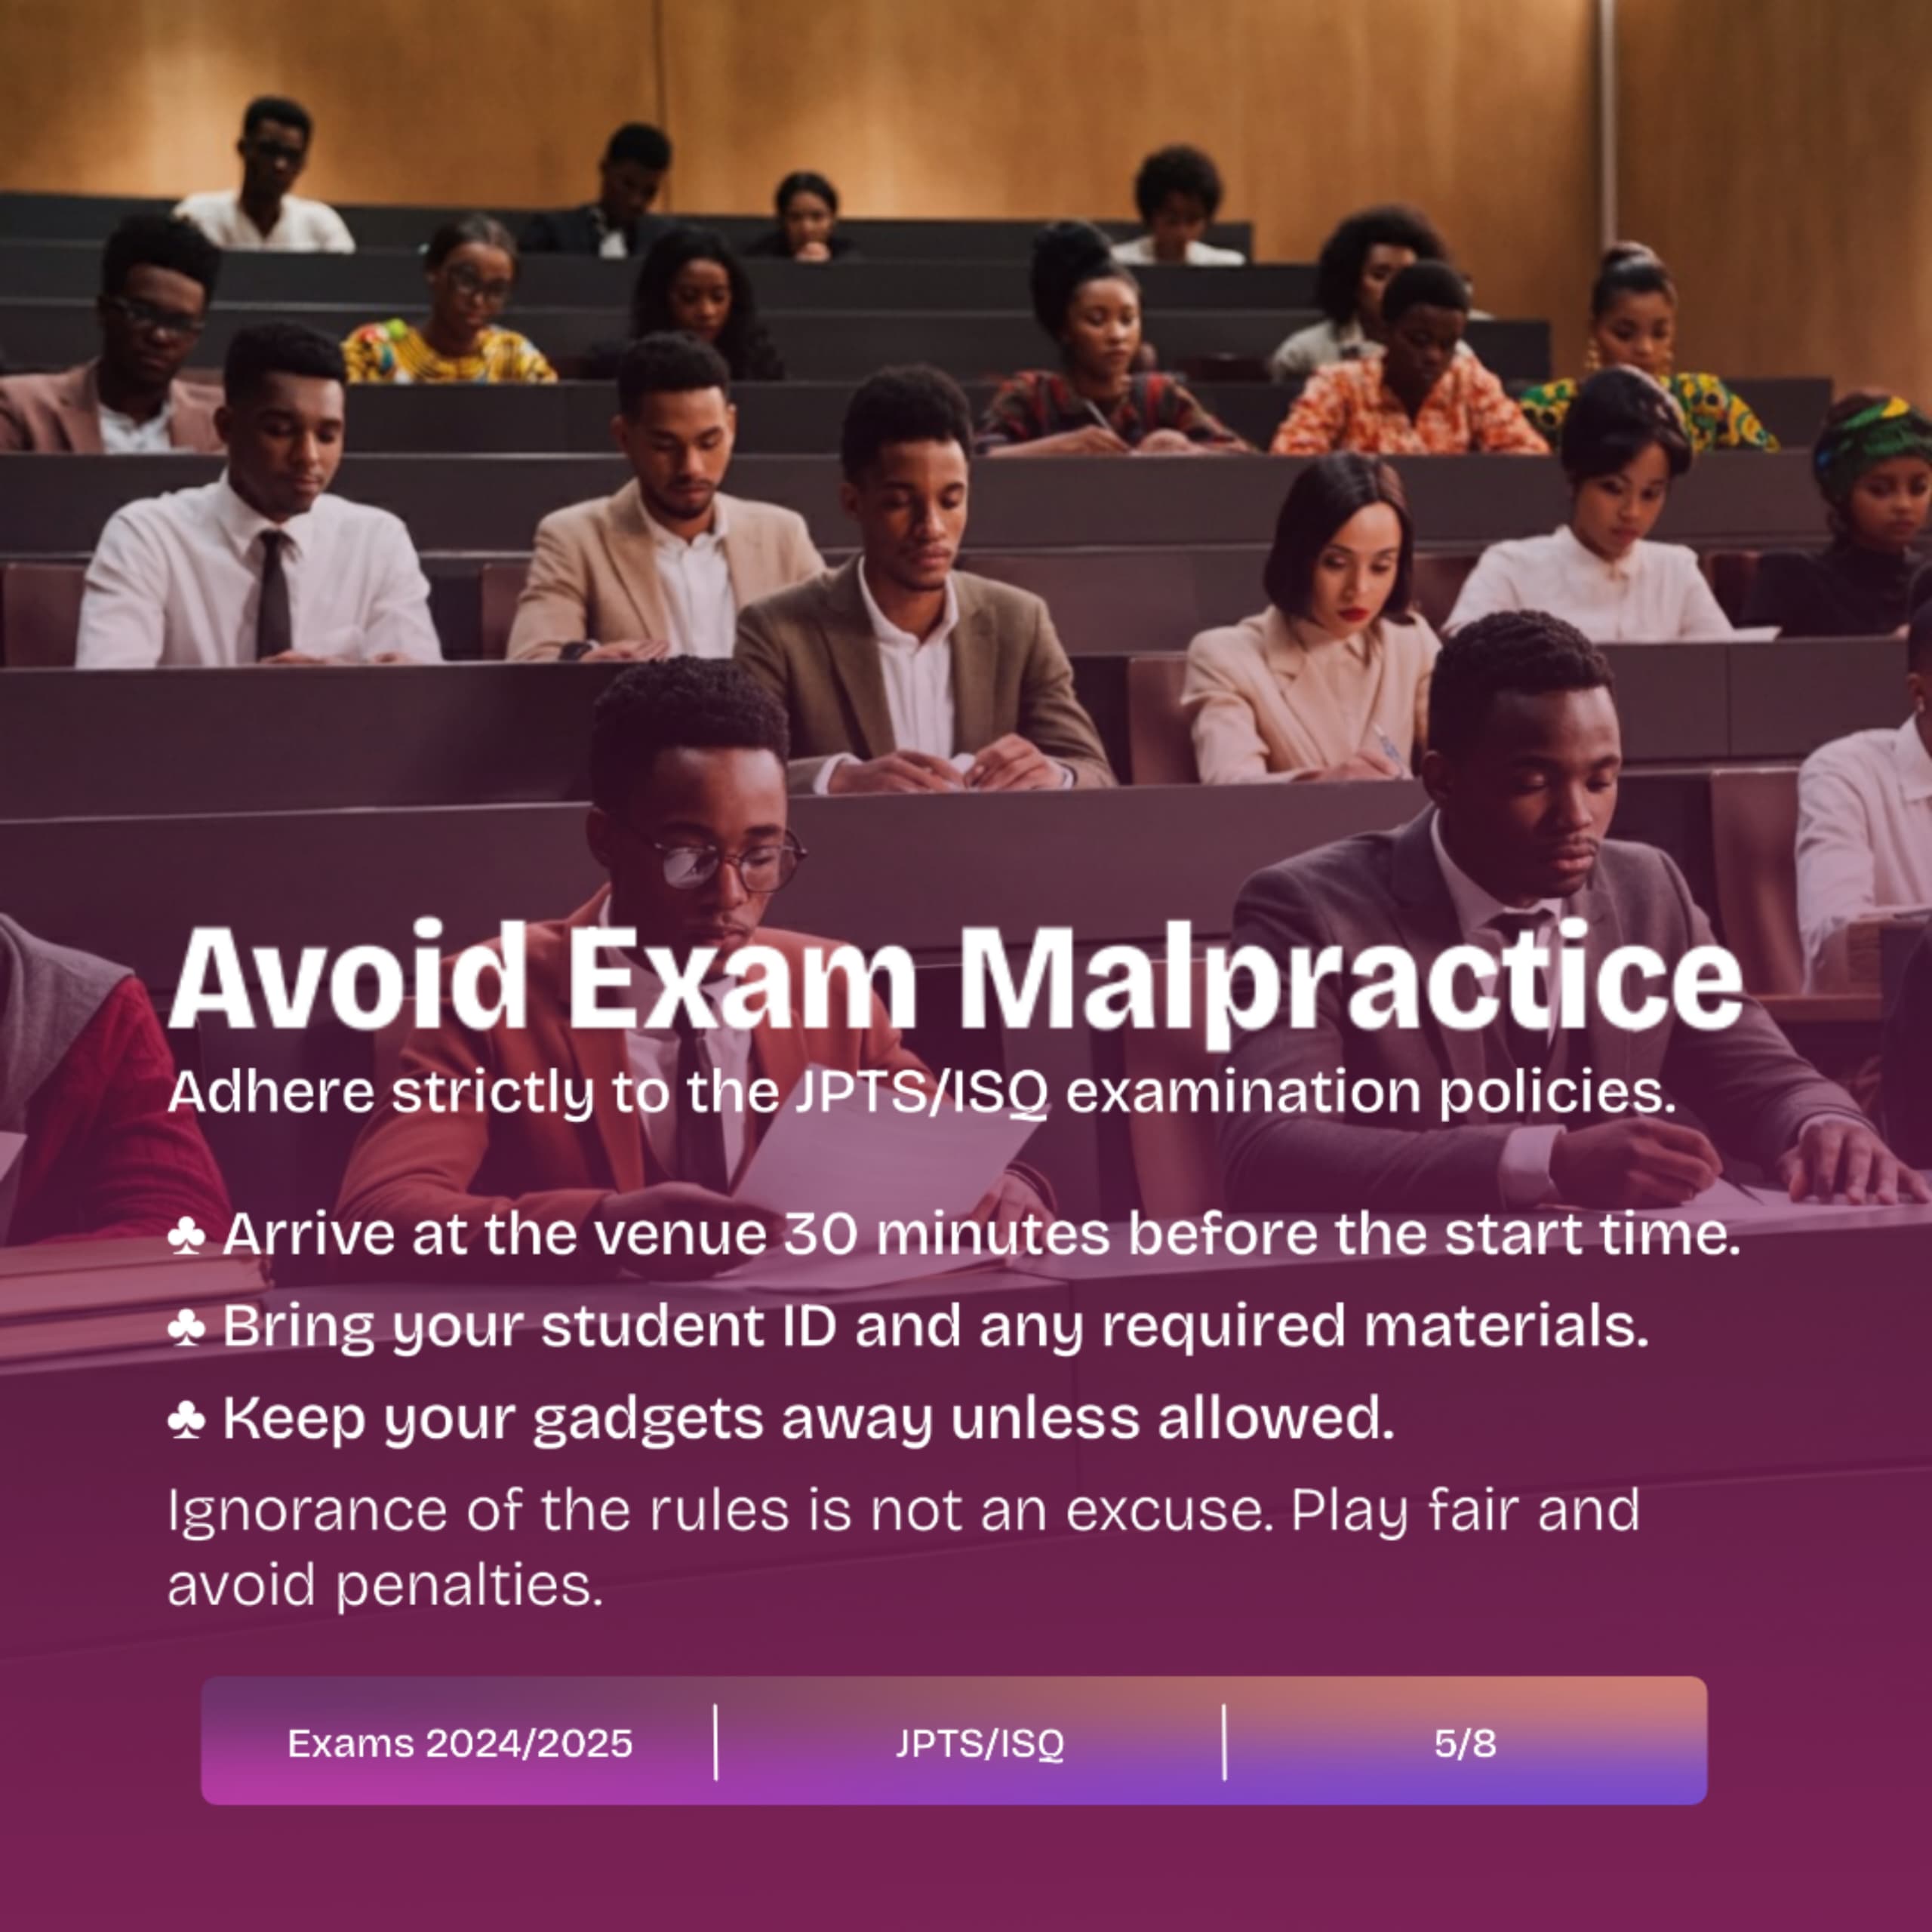 Avoid Exam Malpractice
Adhere strictly to the JPTS/ISQ examination policies.
♣ Arrive at the venue 30 minutes before the start time.
♣ Bring your student ID and any required materials.
♣ Keep your gadgets away unless allowed.
Ignorance of the rules is not an excuse. Play fair and
avoid penalties.
Exams 2024/2025 | JPTS/ISQ | 5/8